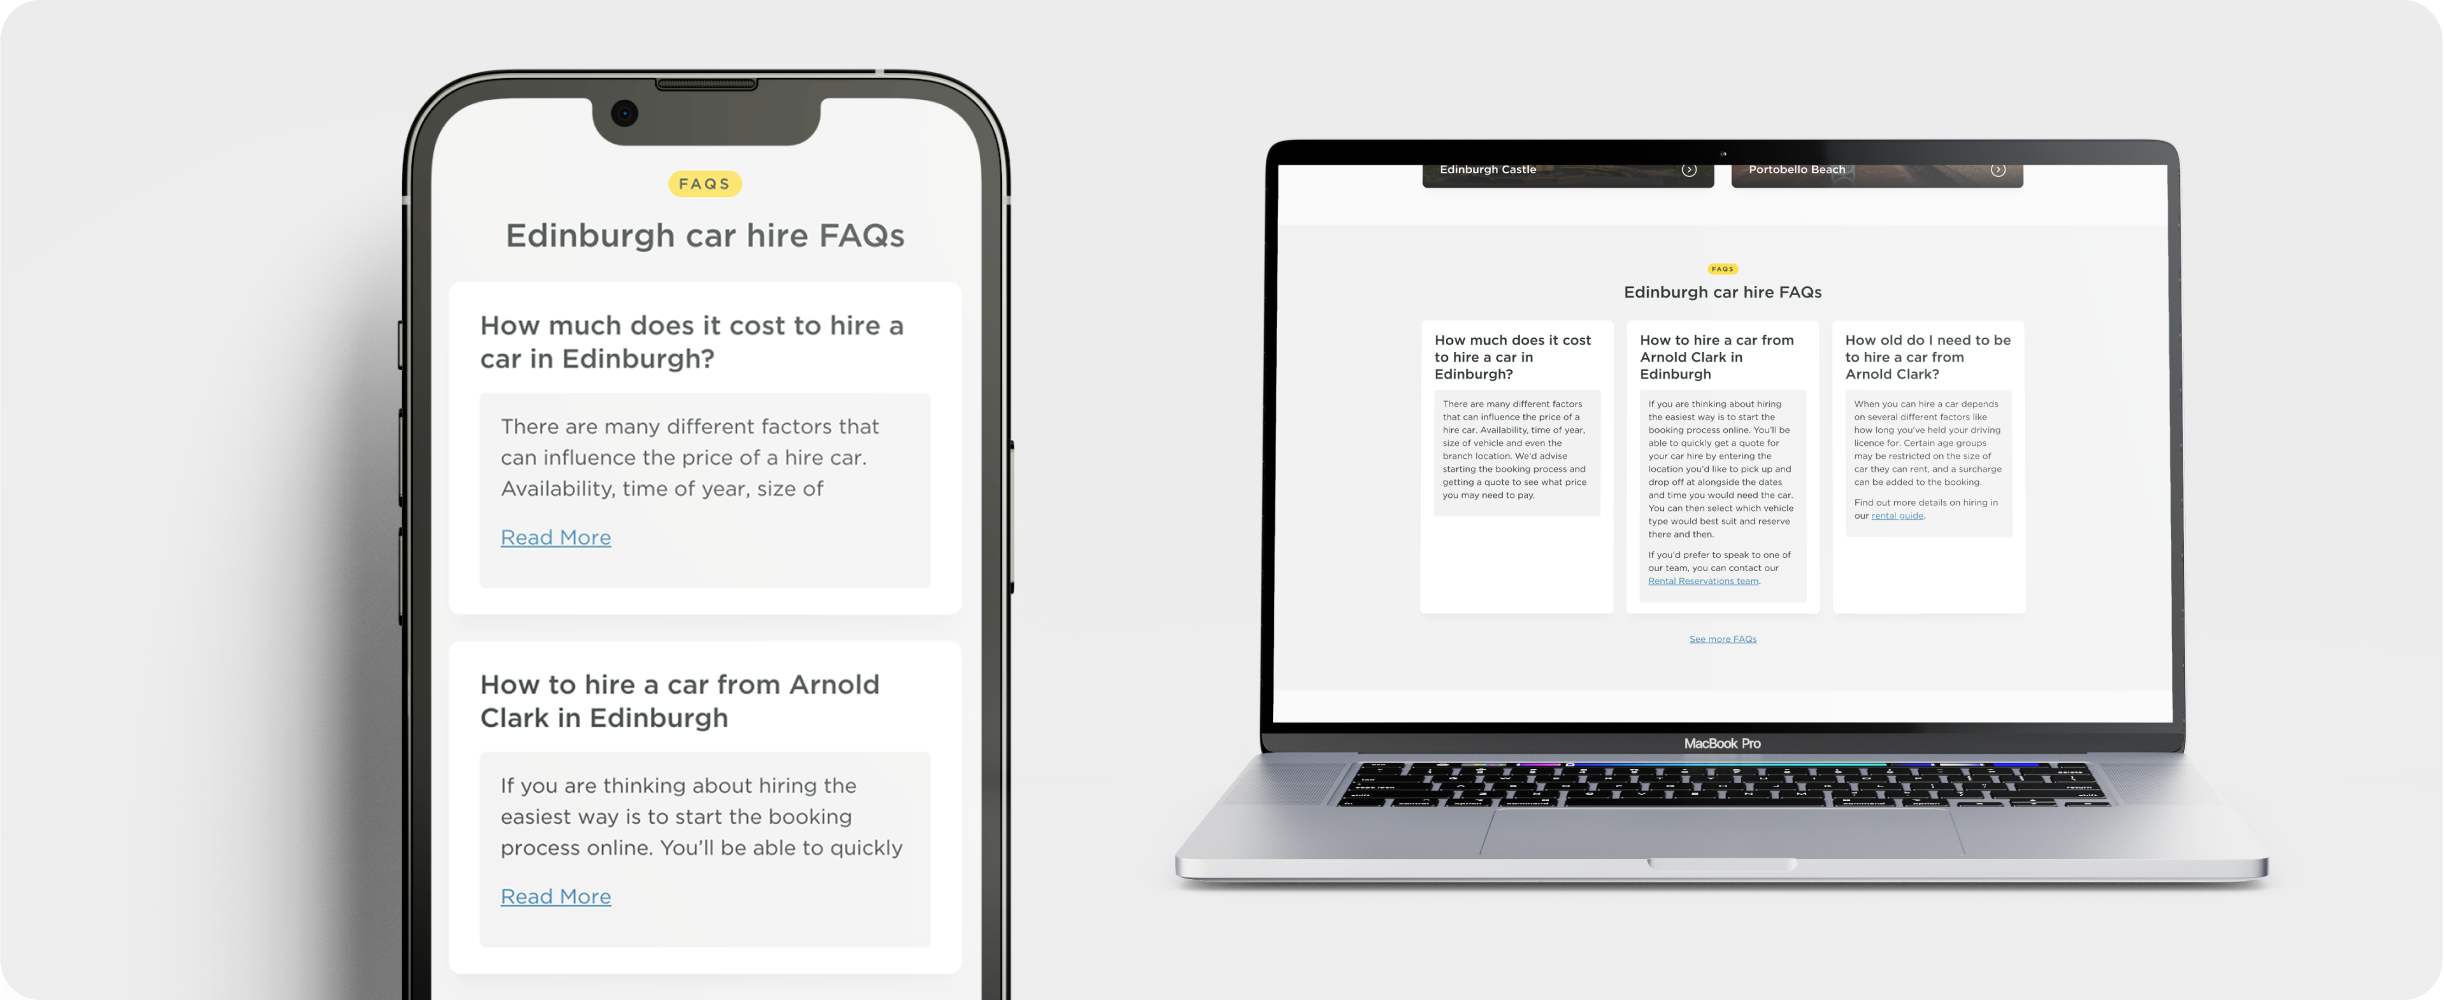 FAQS
Edinburgh car hire FAQs
How much does it cost to hire a
car in Edinburgh?
There are many different factors that
can influence the price of a hire car.
Availability, time of year, size of
Read More
How to hire a car from Arnold
Clark in Edinburgh
If you are thinking about hiring the
easiest way is to start the booking
process online. You'll be able to quickly
Read More
Edinburgh Castle
Portobello Beach
FAQS
Edinburgh car hire FAQs
How much does it cost
to hire a car in
Edinburgh?
There are many different factors
that can influence the price of a
hire car. Availability, time of year,
size of vehicle and even the
branch location. We'd advise
starting the booking process and
getting a quote to see what price
you may need to pay.
How to hire a car from
Arnold Clark in
Edinburgh
If you are thinking about hiring
the easiest way is to start the
booking process online. You'll be
able to quickly get a quote for
your car hire by entering the
location you'd like to pick up and
drop off at alongside the dates
and time you would need the car.
You can then select which vehicle
type would best suit and reserve
there and then.
If you'd prefer to speak to one of
our team, you can contact our
Rental Reservations team.
How old do I need to be
to hire a car from
Arnold Clark?
When you can hire a car depends
on several different factors like
how long you've held your driving
licence for. Certain age groups
may be restricted on the size of
car they can rent, and a surcharge
can be added to the booking.
Find out more details on hiring in
our rental guide.
See more FAQs
MacBook Pro